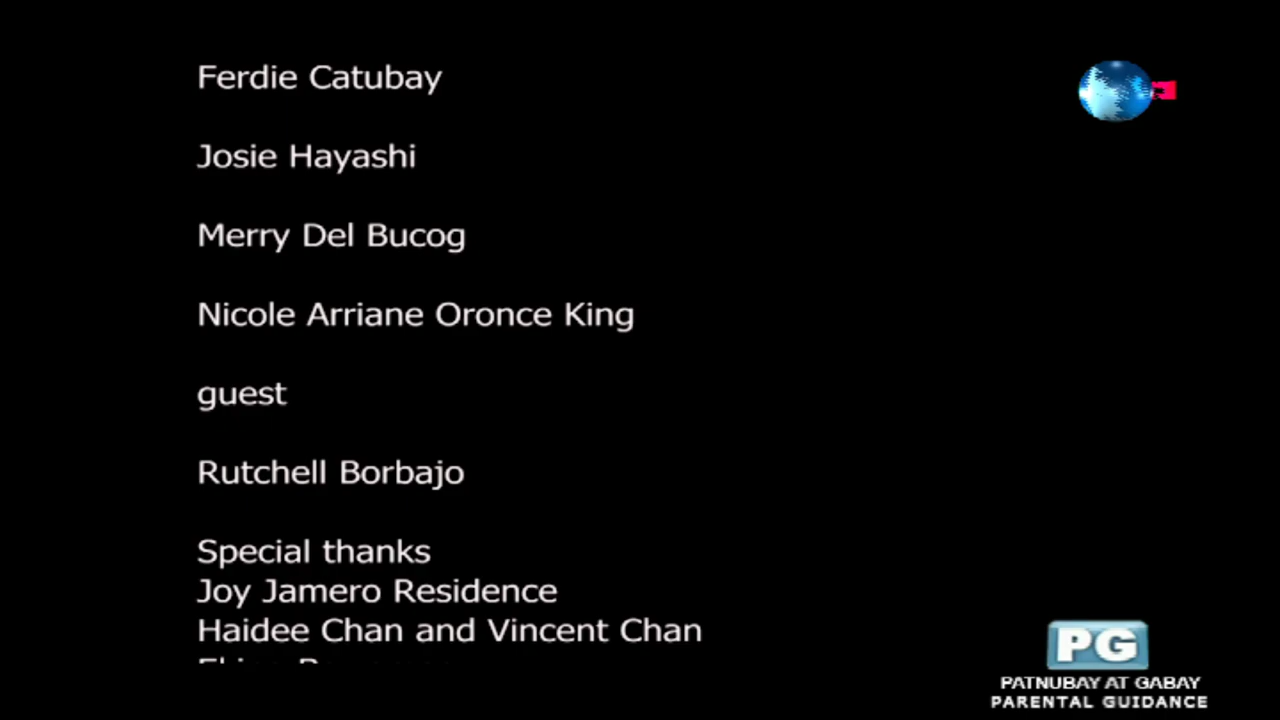 Ferdie Catubay
Josie Hayashi
Merry Del Bucog
Nicole Arriane Oronce King
guest
Rutchell Borbajo
Special thanks
Joy Jamero Residence
Haidee Chan and Vincent Chan
PG
PATNUBAY AT GABAY
PARENTAL GUIDANCE